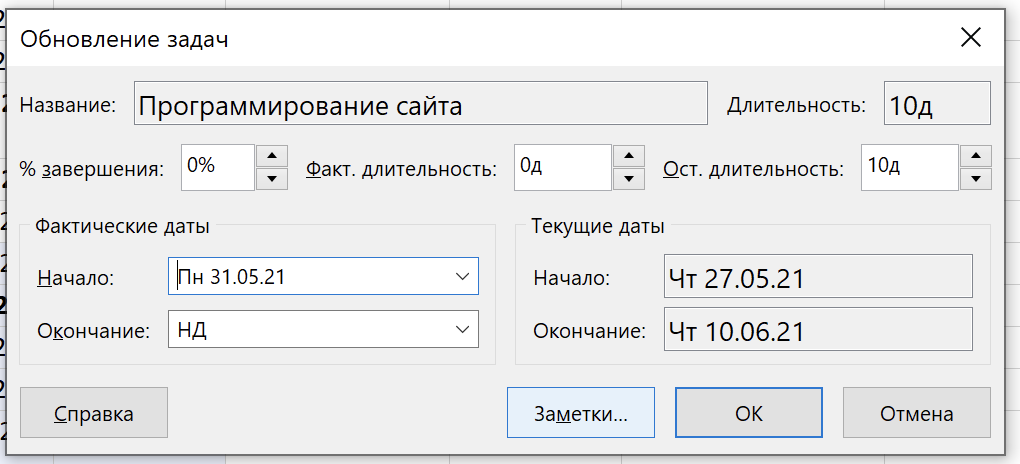 Обновление задач
Название: Программирование сайта Длительность: 10д
% завершения: 0% Факт. длительность: 0д Ост. длительность: 10д
Фактические даты Текущие даты
Начало: Пн 31.05.21 Начало: Чт 27.05.21
Окончание: НД Окончание: Чт 10.06.21
Справка Заметки... ОК Отмена